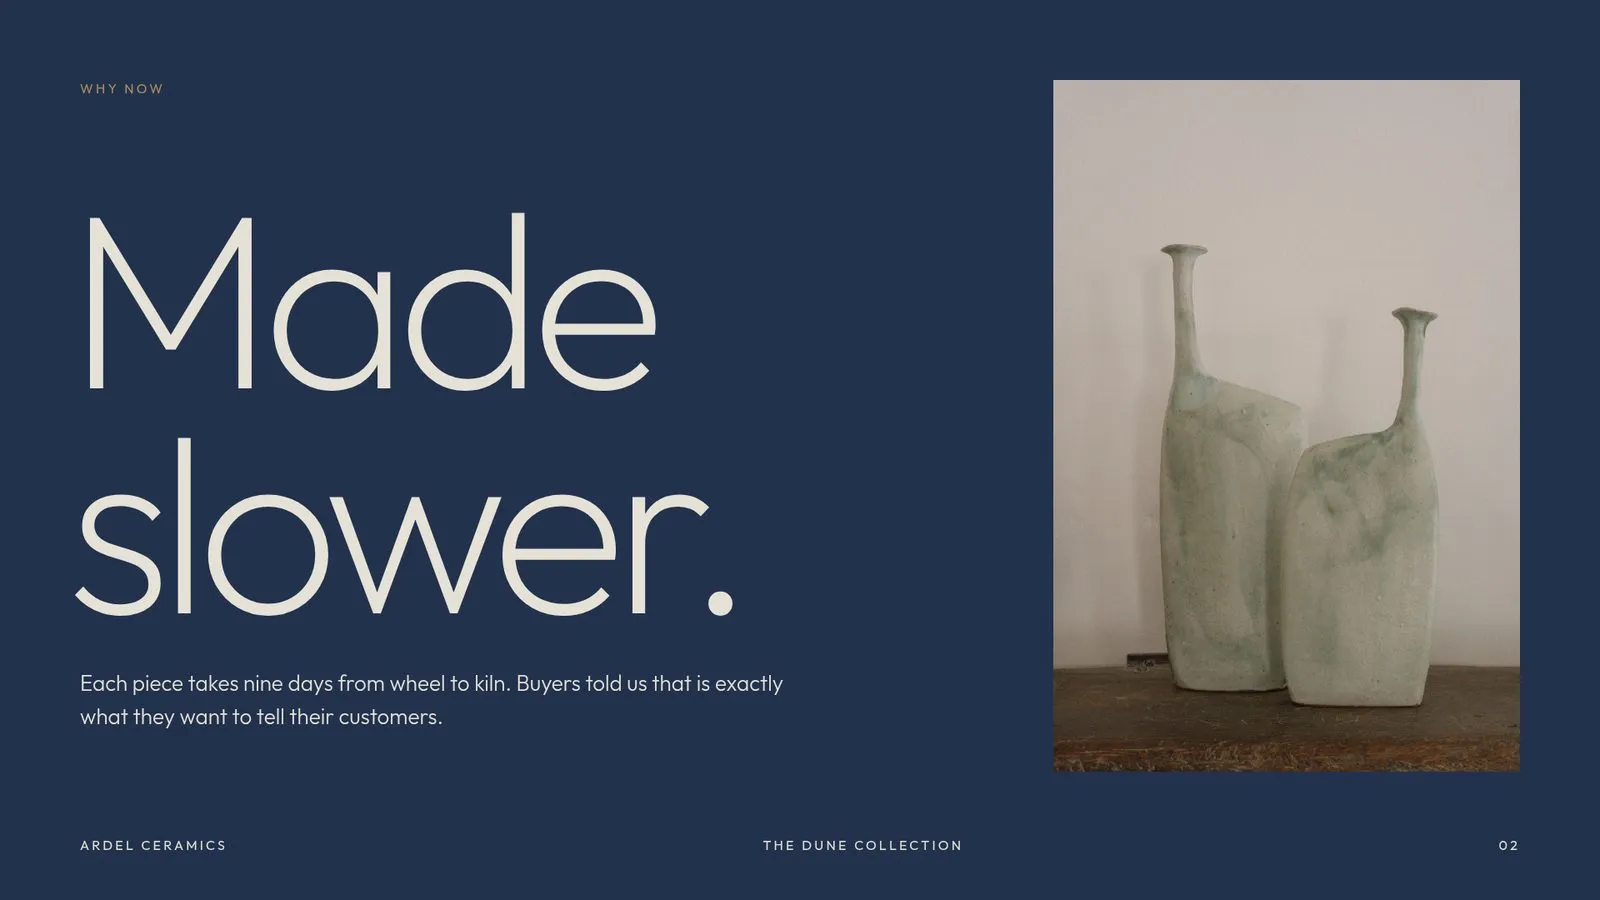 WHY NOW
Made
slower.
Each piece takes nine days from wheel to kiln. Buyers told us that is exactly
what they want to tell their customers.
ARDEL CERAMICS
THE DUNE COLLECTION
02